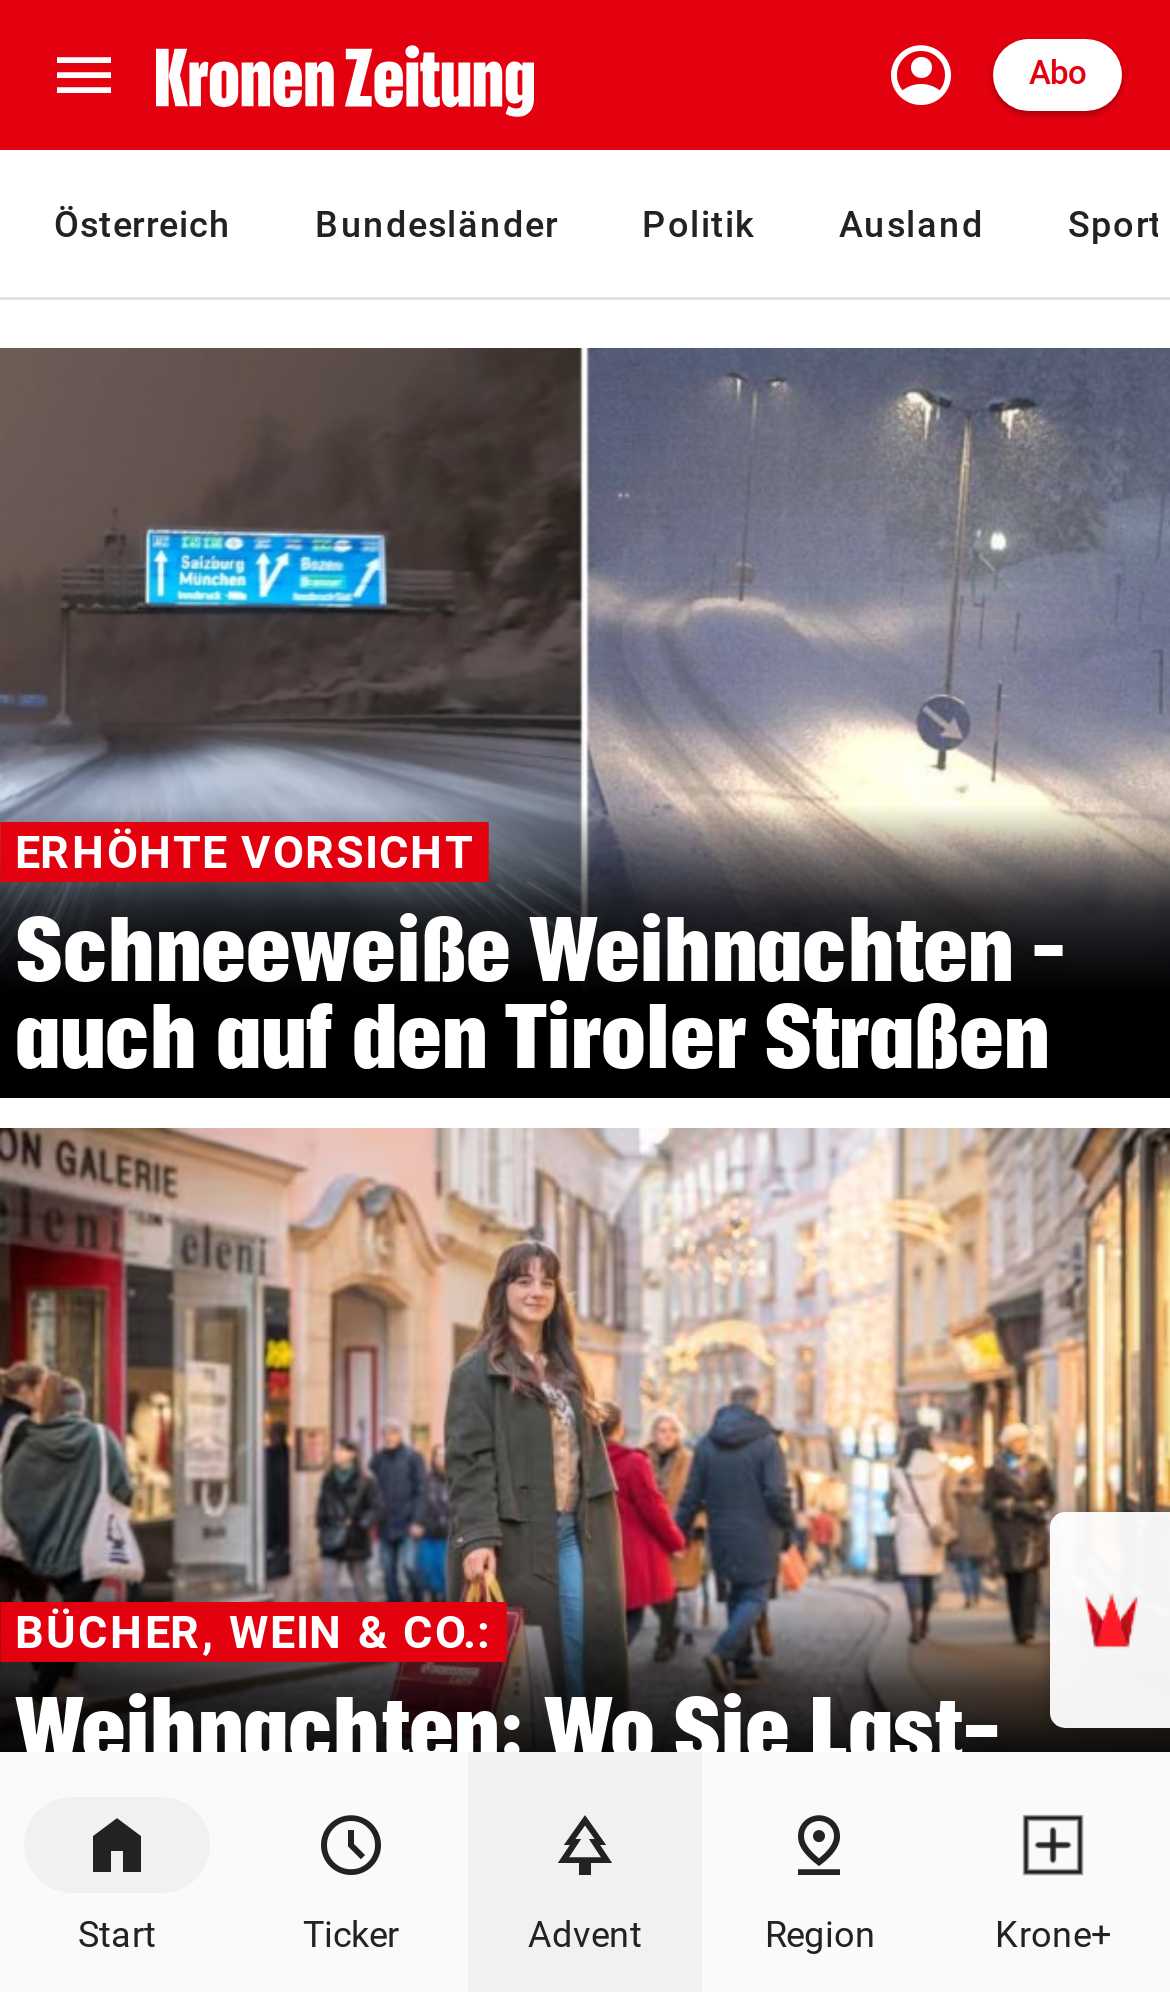 Kronen Zeitung
Abo
Österreich Bundesländer Politik Ausland Sport
Salzburg
München
Bozen
Brenner
ERHÖHTE VORSICHT
Schneeweiße Weihnachten –
auch auf den Tiroler Straßen
ON GALERIE
eleni
eleni
BÜCHER, WEIN & CO.:
Weihnachten: Wo Sie Last-
Start Ticker Advent Region Krone+